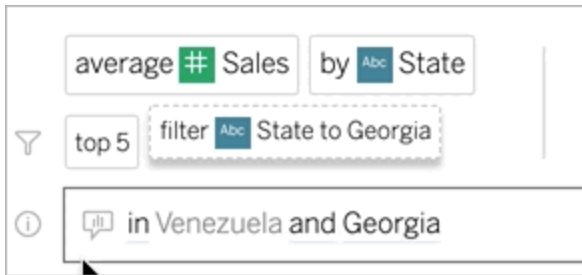 average # Sales by Abc State
top 5 filter Abc State to Georgia
in Venezuela and Georgia